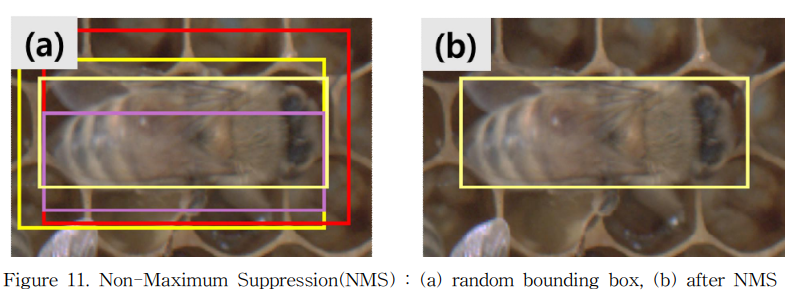 (a)
(b)
Figure 11. Non-Maximum Suppression(NMS) : (a) random bounding box, (b) after NMS